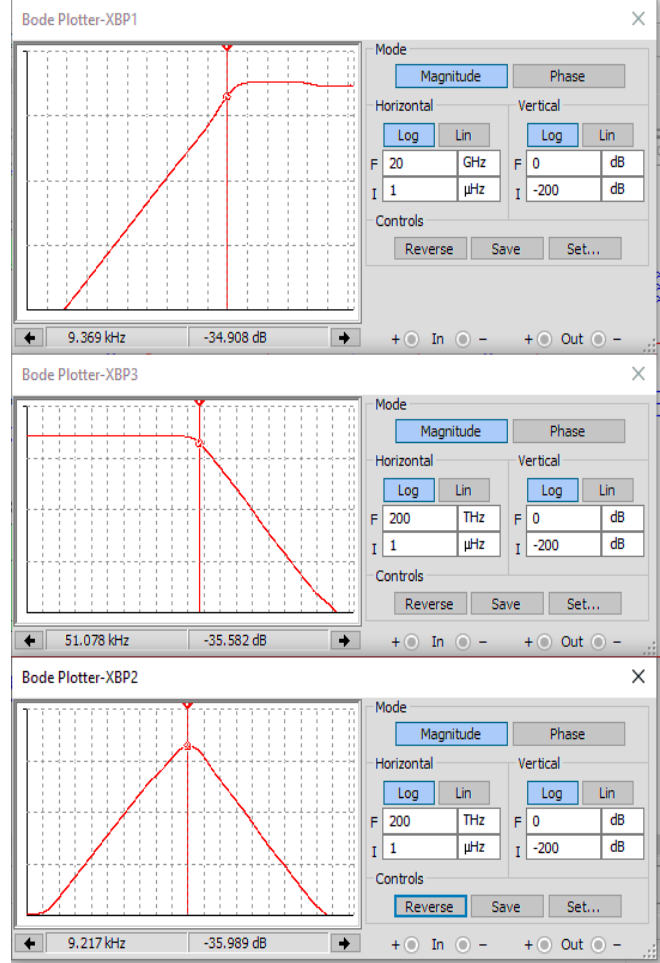 Bode Plotter-XBP1
Mode
Magnitude Phase
Horizontal Vertical
Log Lin Log Lin
F 20 GHz F 0 dB
I 1 µHz I -200 dB
Controls
Reverse Save Set...
9.369 kHz -34.908 dB + In - + Out -
Bode Plotter-XBP3
Mode
Magnitude Phase
Horizontal Vertical
Log Lin Log Lin
F 200 THz F 0 dB
I 1 µHz I -200 dB
Controls
Reverse Save Set...
51.078 kHz -35.582 dB + In - + Out -
Bode Plotter-XBP2
Mode
Magnitude Phase
Horizontal Vertical
Log Lin Log Lin
F 200 THz F 0 dB
I 1 µHz I -200 dB
Controls
Reverse Save Set...
9.217 kHz -35.989 dB + In - + Out -